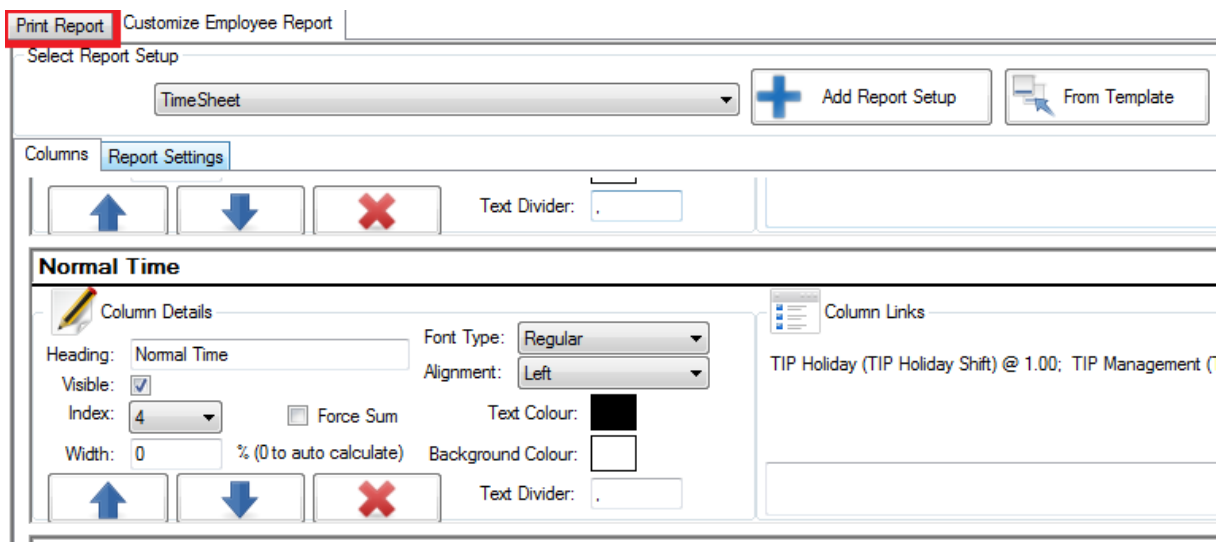 Print Report Customize Employee Report
Select Report Setup
TimeSheet Add Report Setup From Template
Columns Report Settings
Text Divider: ,
Normal Time
Column Details Column Links
Font Type: Regular
Heading: Normal Time
TIP Holiday (TIP Holiday Shift) @ 1.00; TIP Management (
Alignment: Left
Visible:
Index: 4 Force Sum Text Colour:
Width: 0 % (0 to auto calculate) Background Colour:
Text Divider: ,